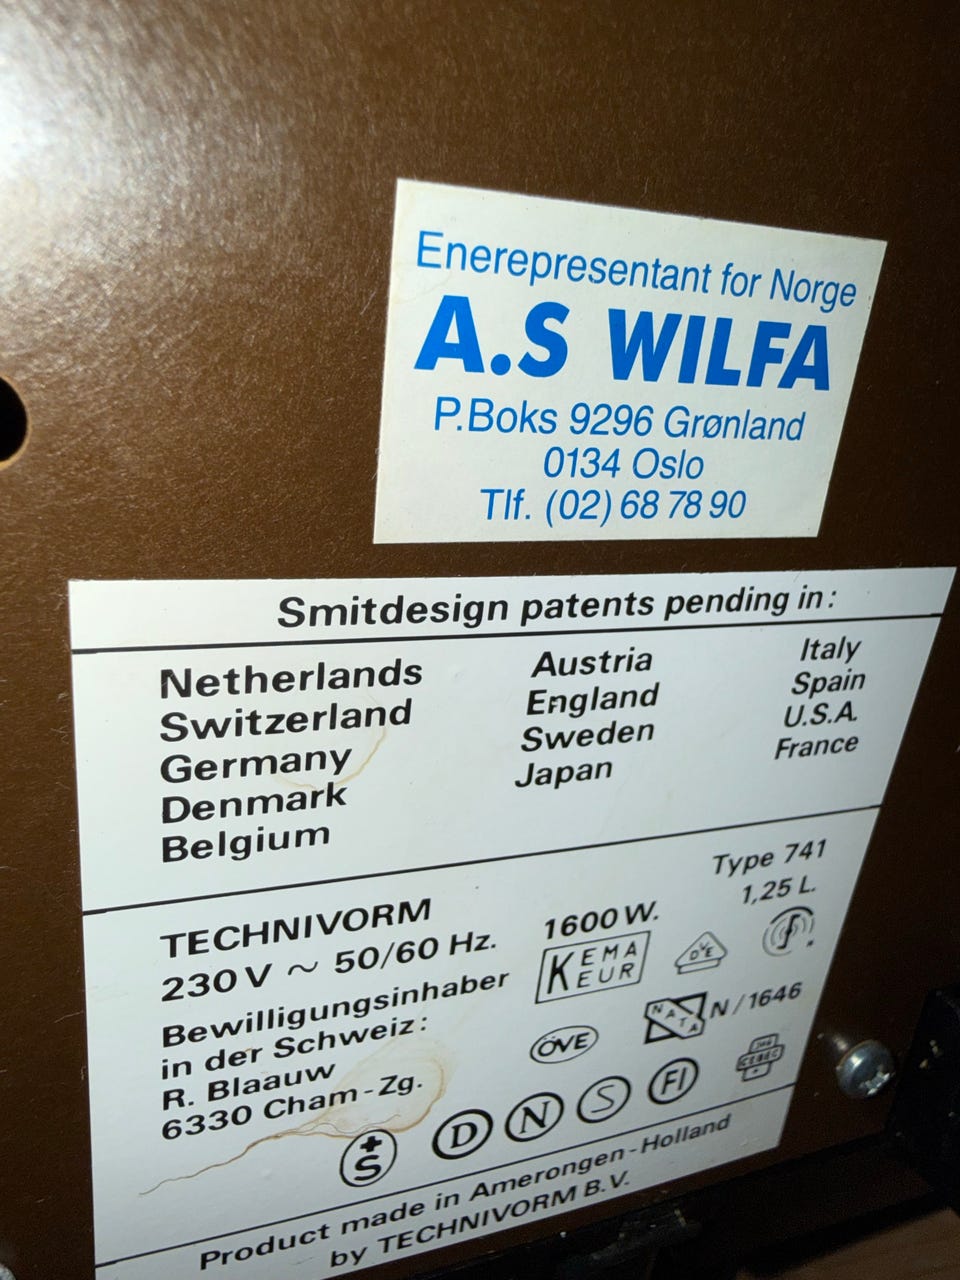 Enerepresentant for Norge
A.S WILFA
P.Boks 9296 Grønland
0134 Oslo
Tlf. (02) 68 78 90
Smitdesign patents pending in:
Netherlands Austria Italy
Switzerland England Spain
Germany Sweden U.S.A.
Denmark Japan France
Belgium
Type 741
TECHNIVORM 1600 W. 1,25 L.
230 V ~ 50/60 Hz. KEMA KEUR
Bewilligungsinhaber DVE
in der Schweiz: ÖVE NATA N/1646
R. Blaauw
6330 Cham-Zg. CEBEC
+S D N S FI
Product made in Amerongen-Holland
by TECHNIVORM B.V.